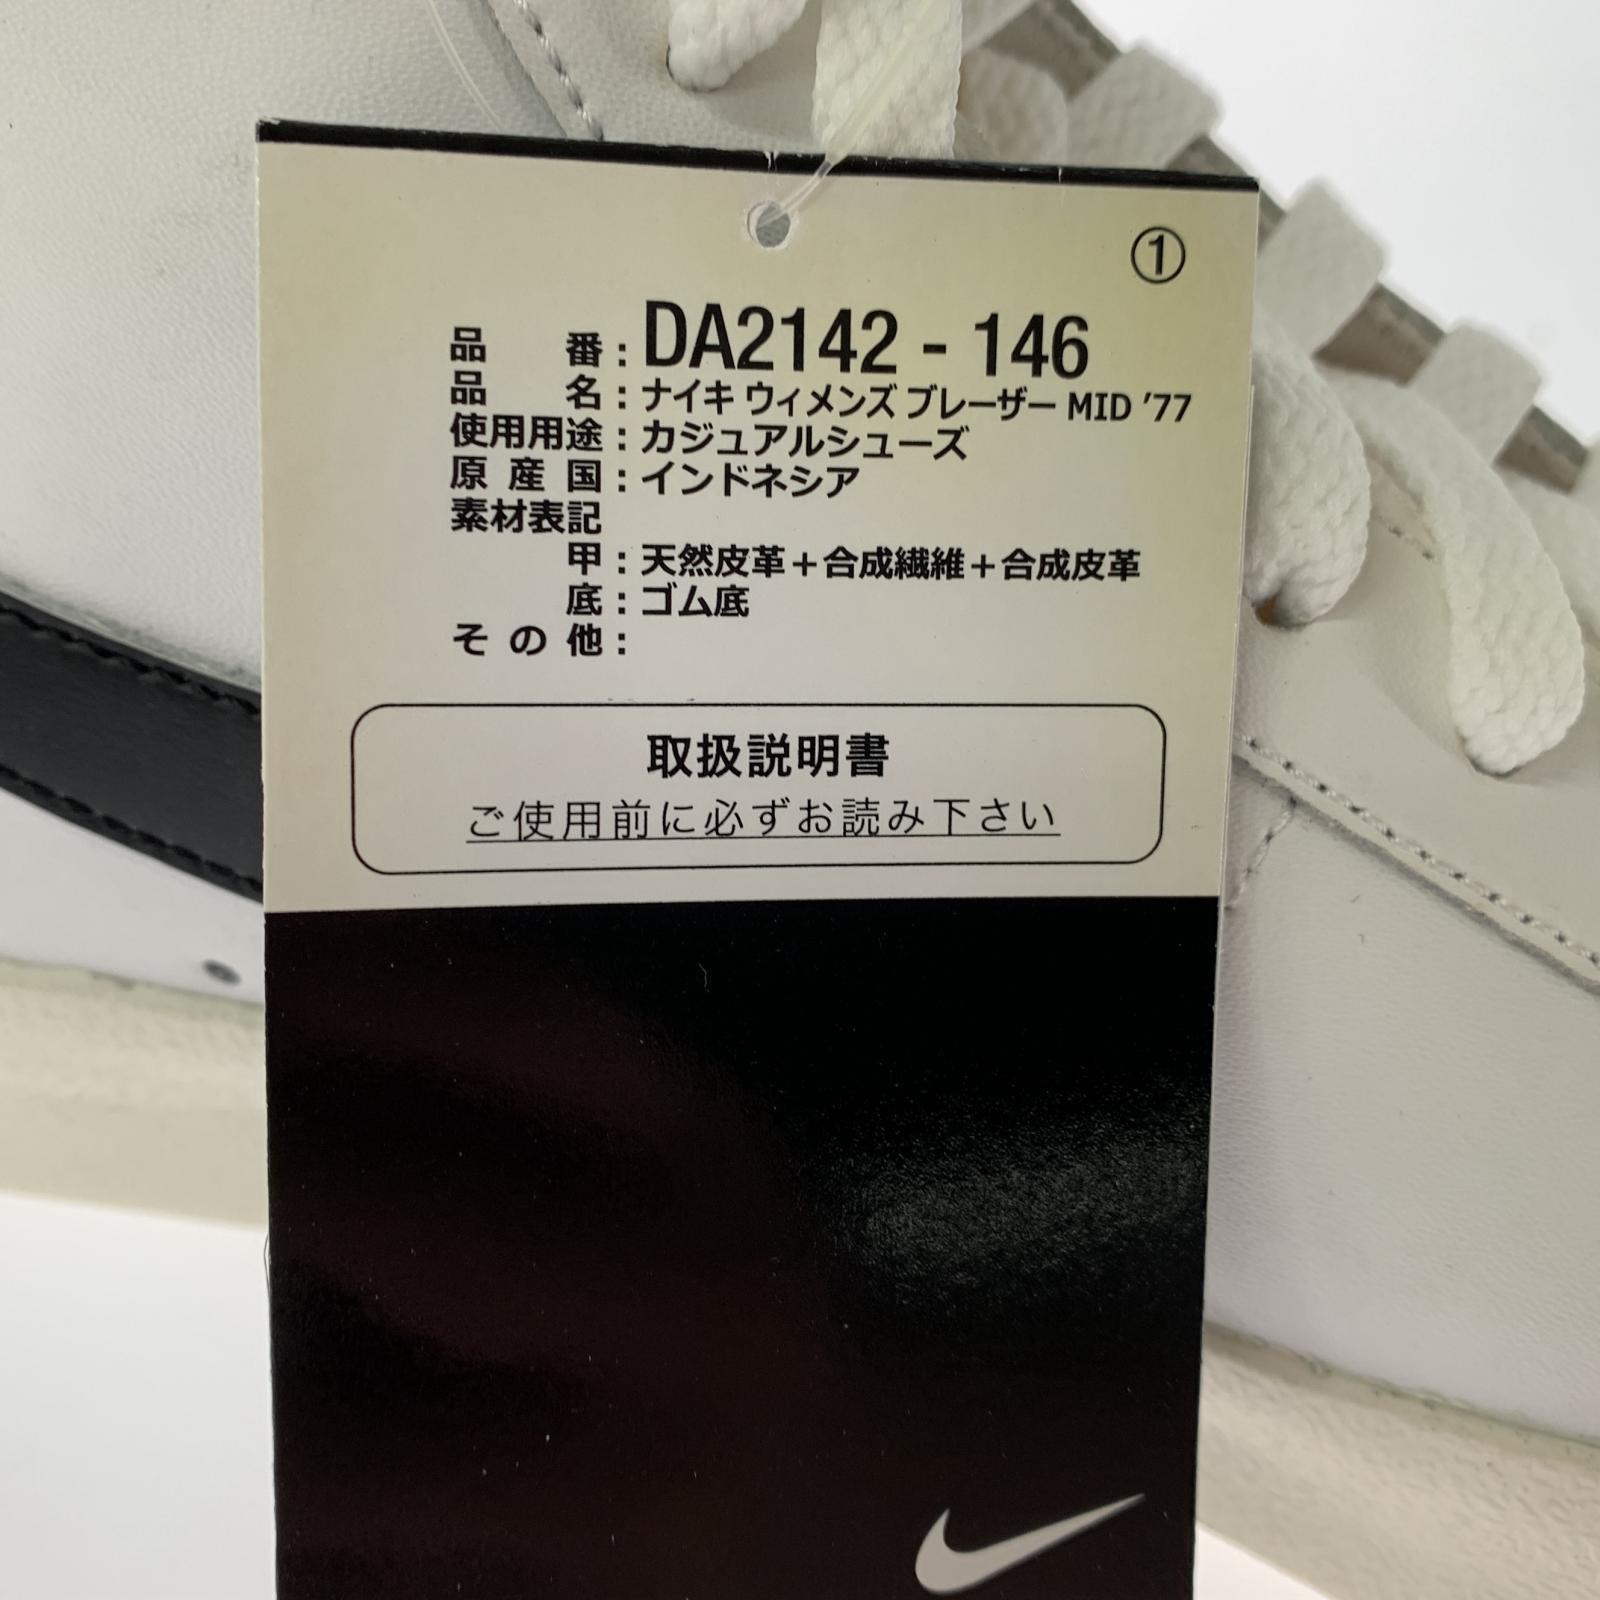 ①
品番：DA2142 - 146
品名：ナイキ ウィメンズ ブレーザー MID '77
使用用途：カジュアルシューズ
原産国：インドネシア
素材表記
甲：天然皮革＋合成繊維＋合成皮革
底：ゴム底
その他：
取扱説明書
ご使用前に必ずお読み下さい